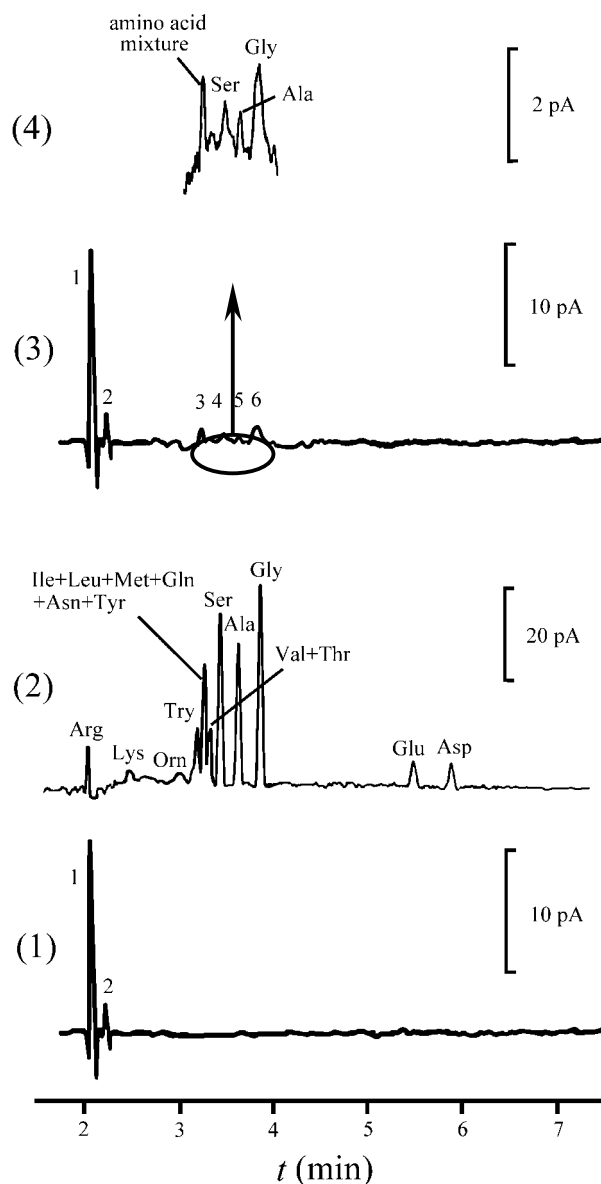 amino acid
mixture
Gly
Ser
Ala
(4)
2 pA
1
10 pA
(3)
2
3 4 5 6
Ile+Leu+Met+Gln
+Asn+Tyr
Gly
Ser
Ala
20 pA
Val+Thr
(2)
Try
Arg
Lys
Orn
Glu
Asp
1
10 pA
(1)
2
2 3 4 5 6 7
t (min)